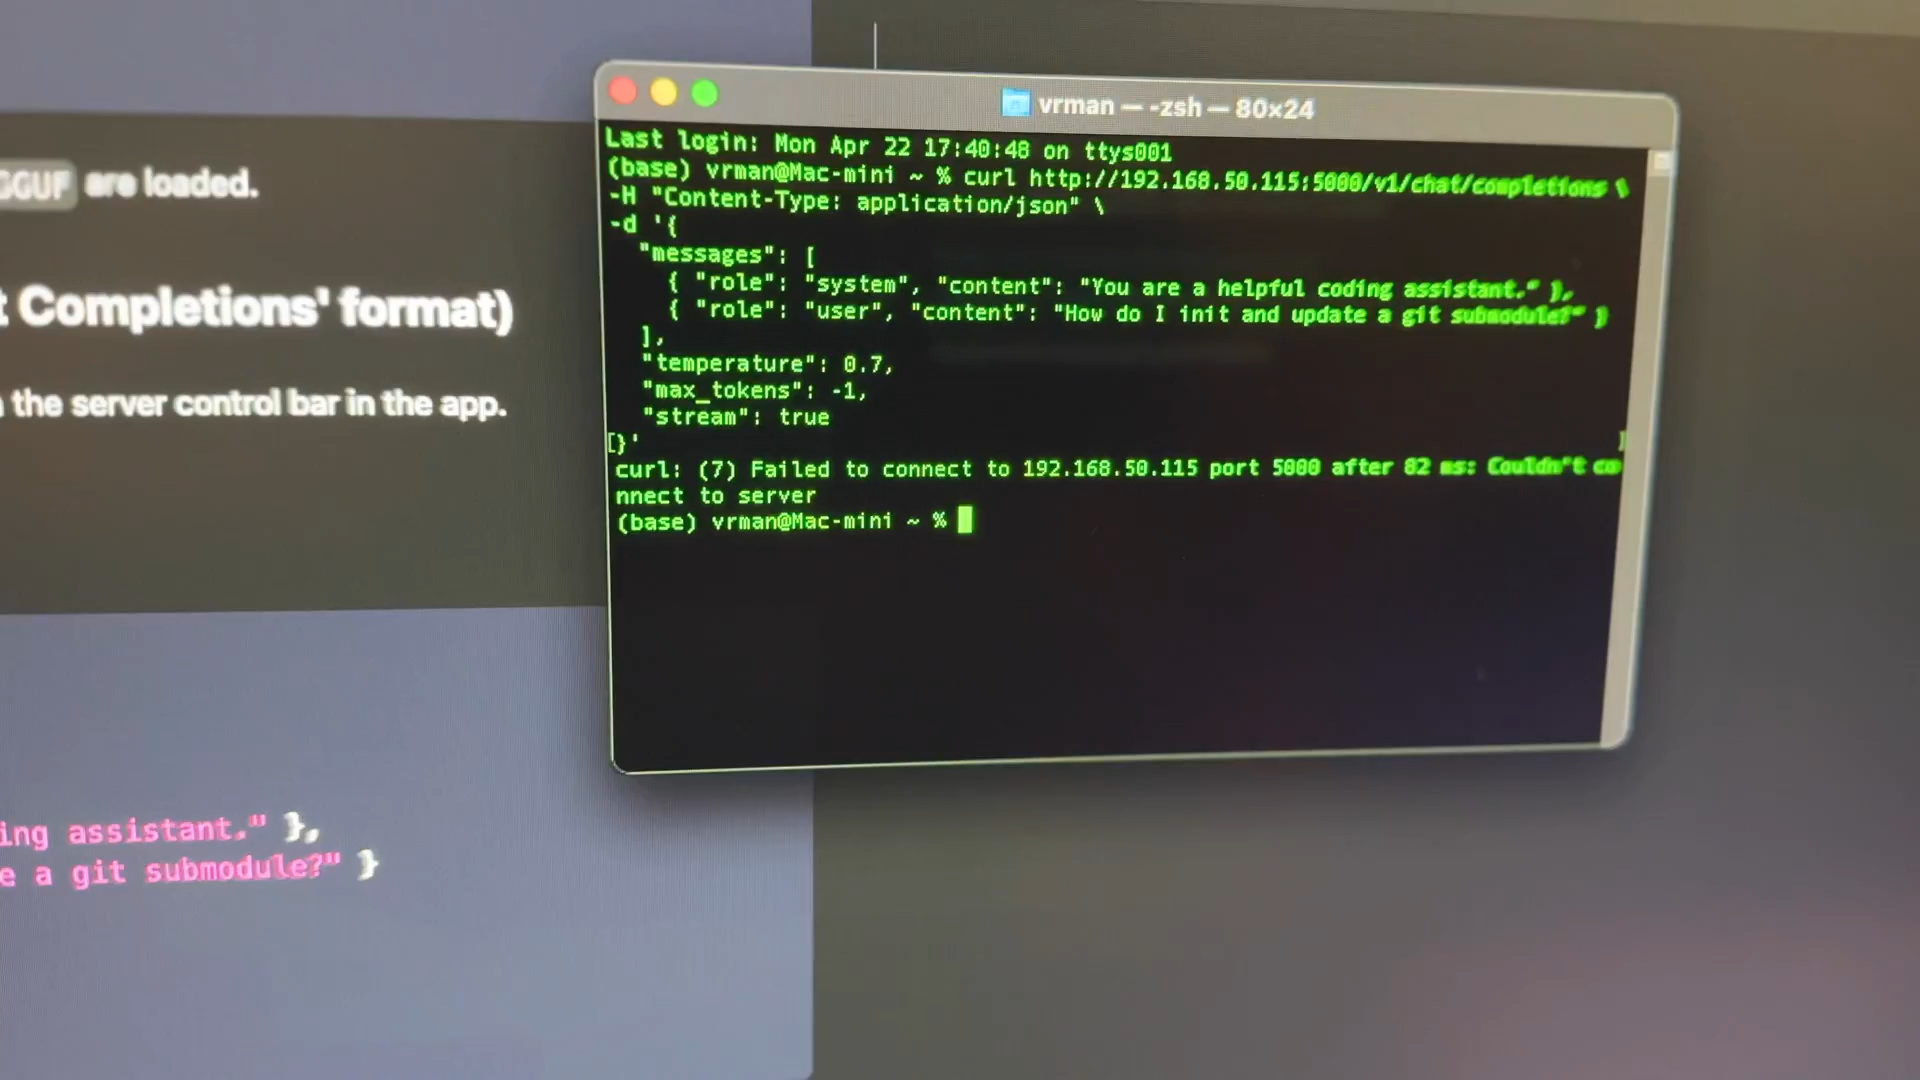 GGUF are loaded.
t Completions' format)
n the server control bar in the app.
ing assistant." },
e a git submodule?" }
vrman — -zsh — 80×24
Last login: Mon Apr 22 17:40:48 on ttys001
(base) vrman@Mac-mini ~ % curl http://192.168.50.115:5000/v1/chat/completions \
-H "Content-Type: application/json" \
-d '{
"messages": [
{ "role": "system", "content": "You are a helpful coding assistant." },
{ "role": "user", "content": "How do I init and update a git submodule?" }
],
"temperature": 0.7,
"max_tokens": -1,
"stream": true
[}' ]
curl: (7) Failed to connect to 192.168.50.115 port 5000 after 82 ms: Couldn't co
nnect to server
(base) vrman@Mac-mini ~ %